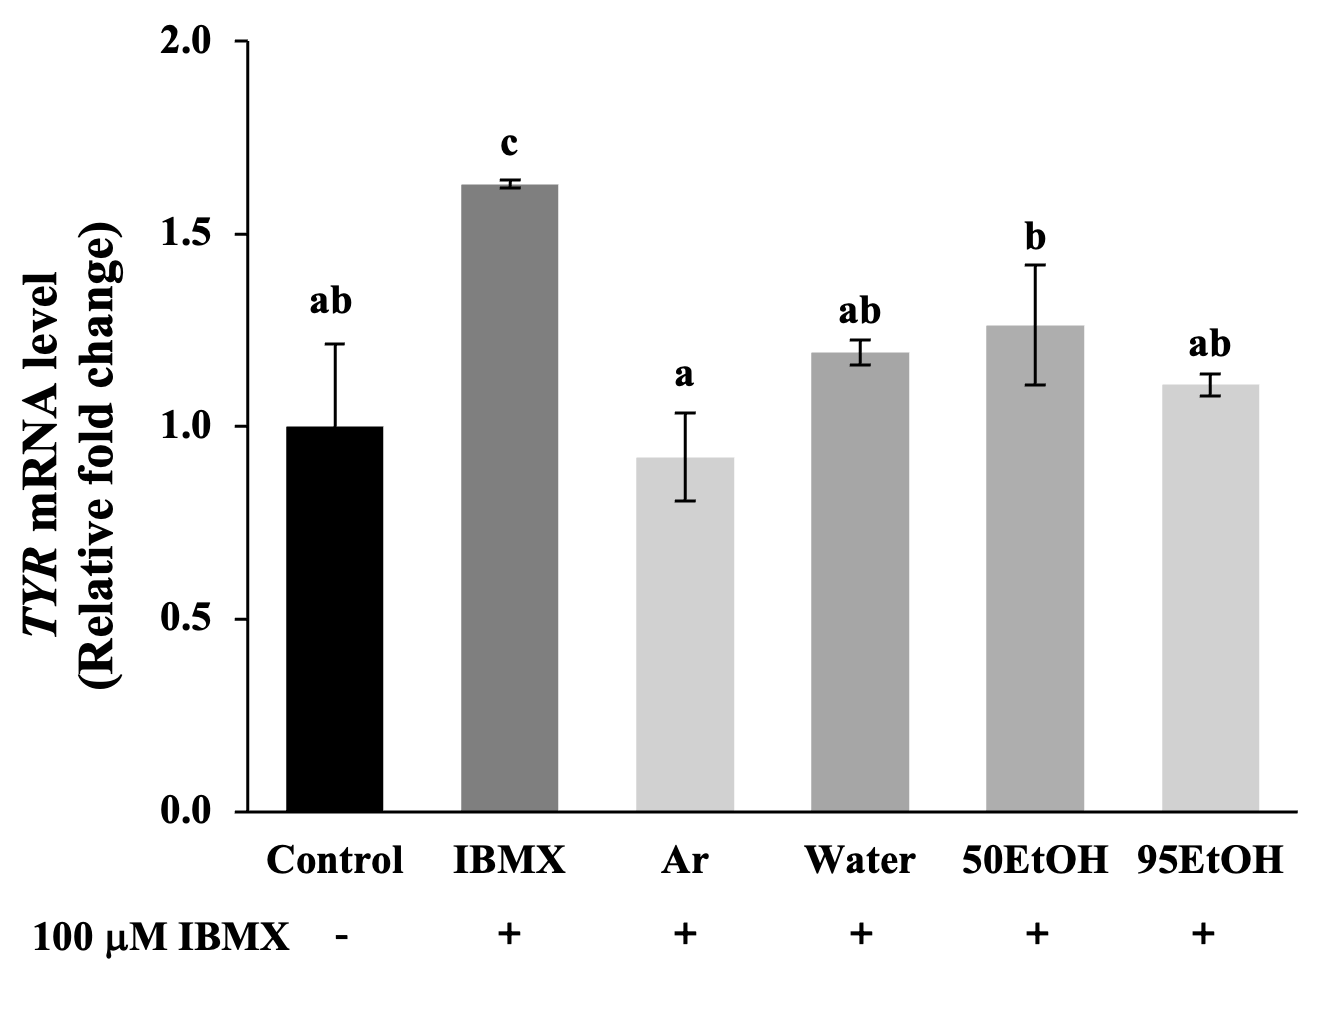 TYR mRNA level
(Relative fold change)
2.0
1.5
1.0
0.5
0.0
ab
c
a
ab
b
ab
Control IBMX Ar Water 50EtOH 95EtOH
100 μM IBMX - + + + + +